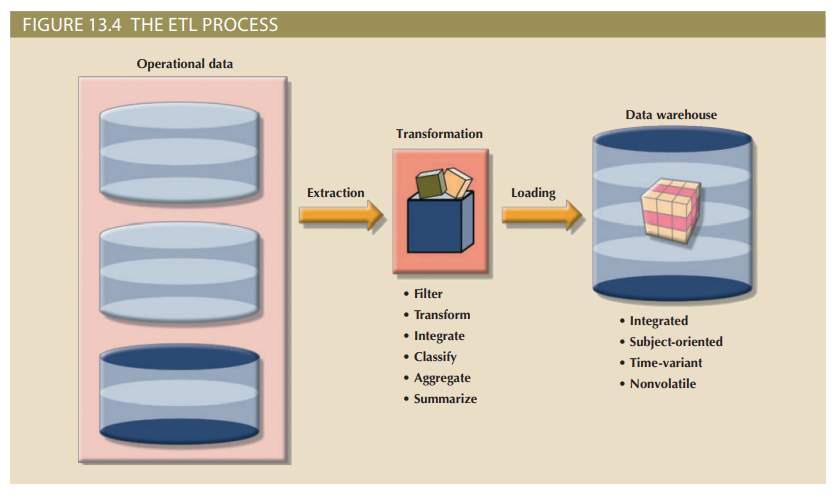 FIGURE 13.4 THE ETL PROCESS
Operational data
Extraction
Transformation
• Filter
• Transform
• Integrate
• Classify
• Aggregate
• Summarize
Loading
Data warehouse
• Integrated
• Subject-oriented
• Time-variant
• Nonvolatile